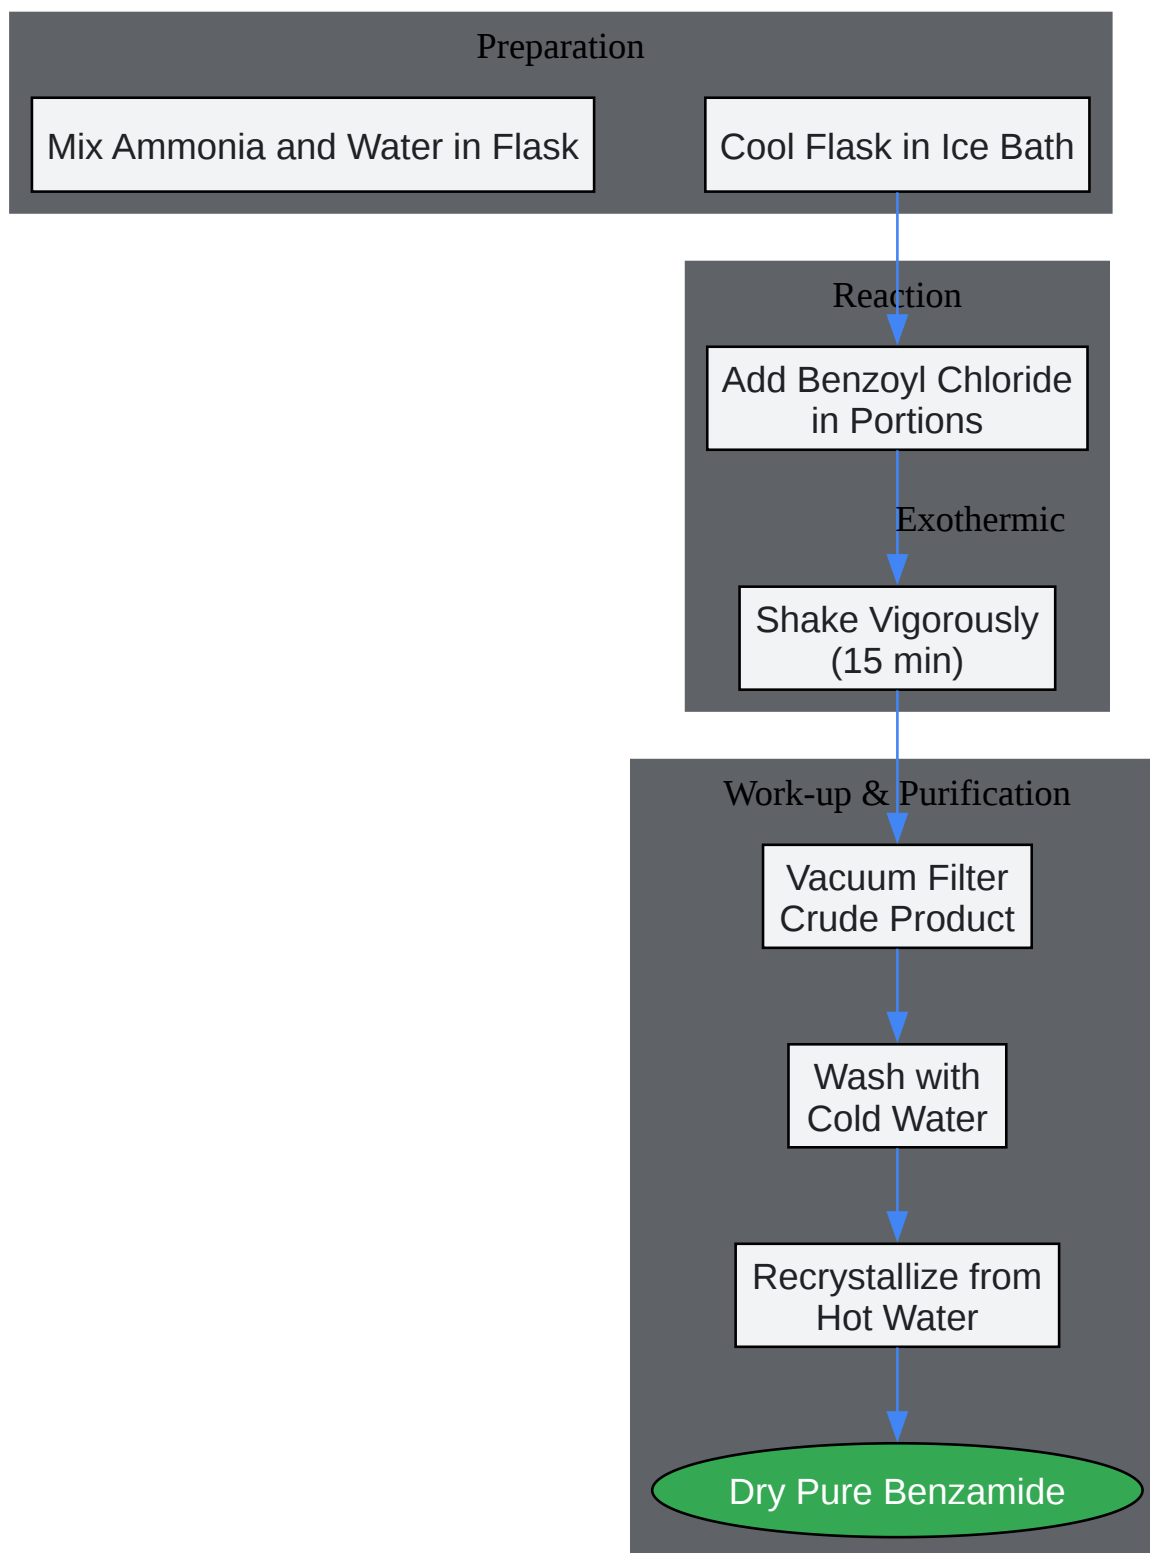 Preparation
Mix Ammonia and Water in Flask
Cool Flask in Ice Bath
Reaction
Add Benzoyl Chloride
in Portions
Exothermic
Shake Vigorously
(15 min)
Work-up & Purification
Vacuum Filter
Crude Product
Wash with
Cold Water
Recrystallize from
Hot Water
Dry Pure Benzamide